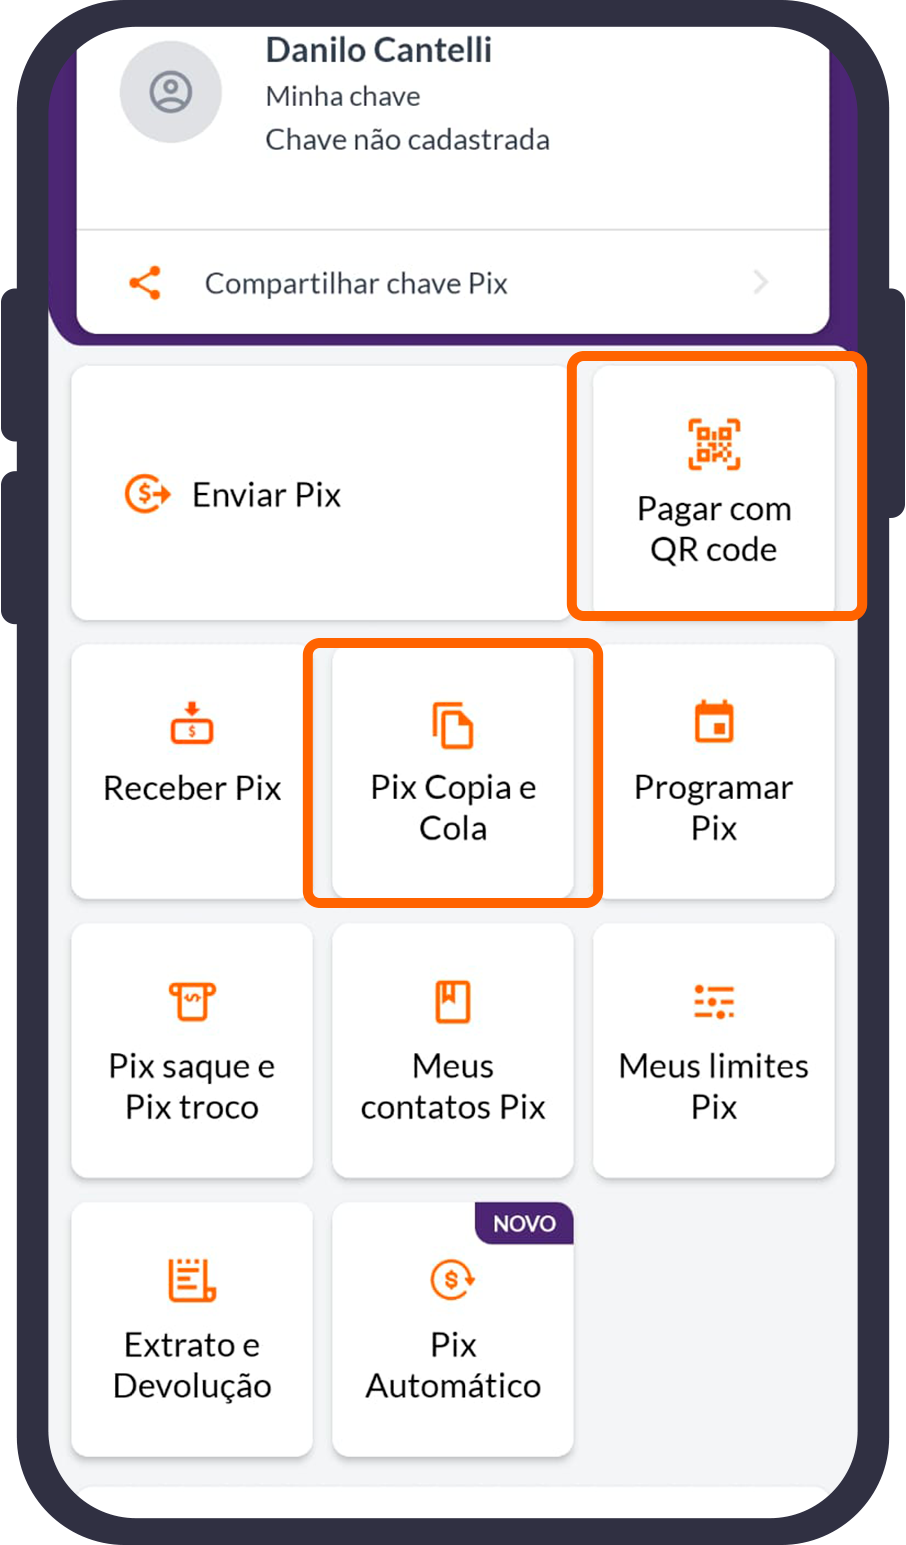 Danilo Cantelli
Minha chave
Chave não cadastrada
Compartilhar chave Pix
Enviar Pix
Pagar com
QR code
Receber Pix
Pix Copia e
Cola
Programar
Pix
Pix saque e
Pix troco
Meus
contatos Pix
Meus limites
Pix
Extrato e
Devolução
NOVO
Pix
Automático